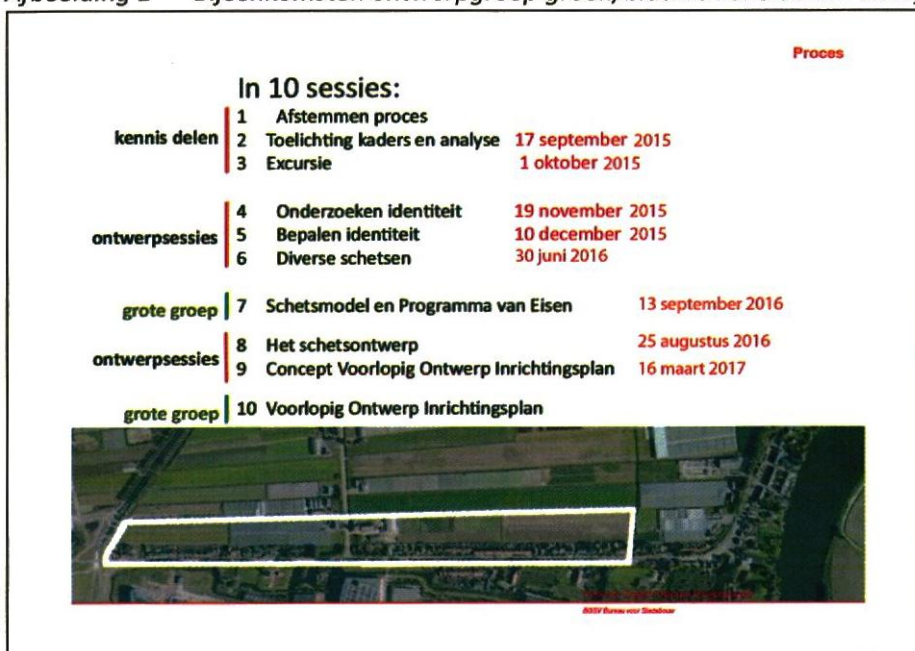 Proces
In 10 sessies:
kennis delen
1 Afstemmen proces
2 Toelichting kaders en analyse 17 september 2015
3 Excursie 1 oktober 2015
ontwerpsessies
4 Onderzoeken identiteit 19 november 2015
5 Bepalen identiteit 10 december 2015
6 Diverse schetsen 30 juni 2016
grote groep 7 Schetsmodel en Programma van Eisen 13 september 2016
ontwerpsessies
8 Het schetsontwerp 25 augustus 2016
9 Concept Voorlopig Ontwerp Inrichtingsplan 16 maart 2017
grote groep 10 Voorlopig Ontwerp Inrichtingsplan
BGSV Bureau voor Stedebouw